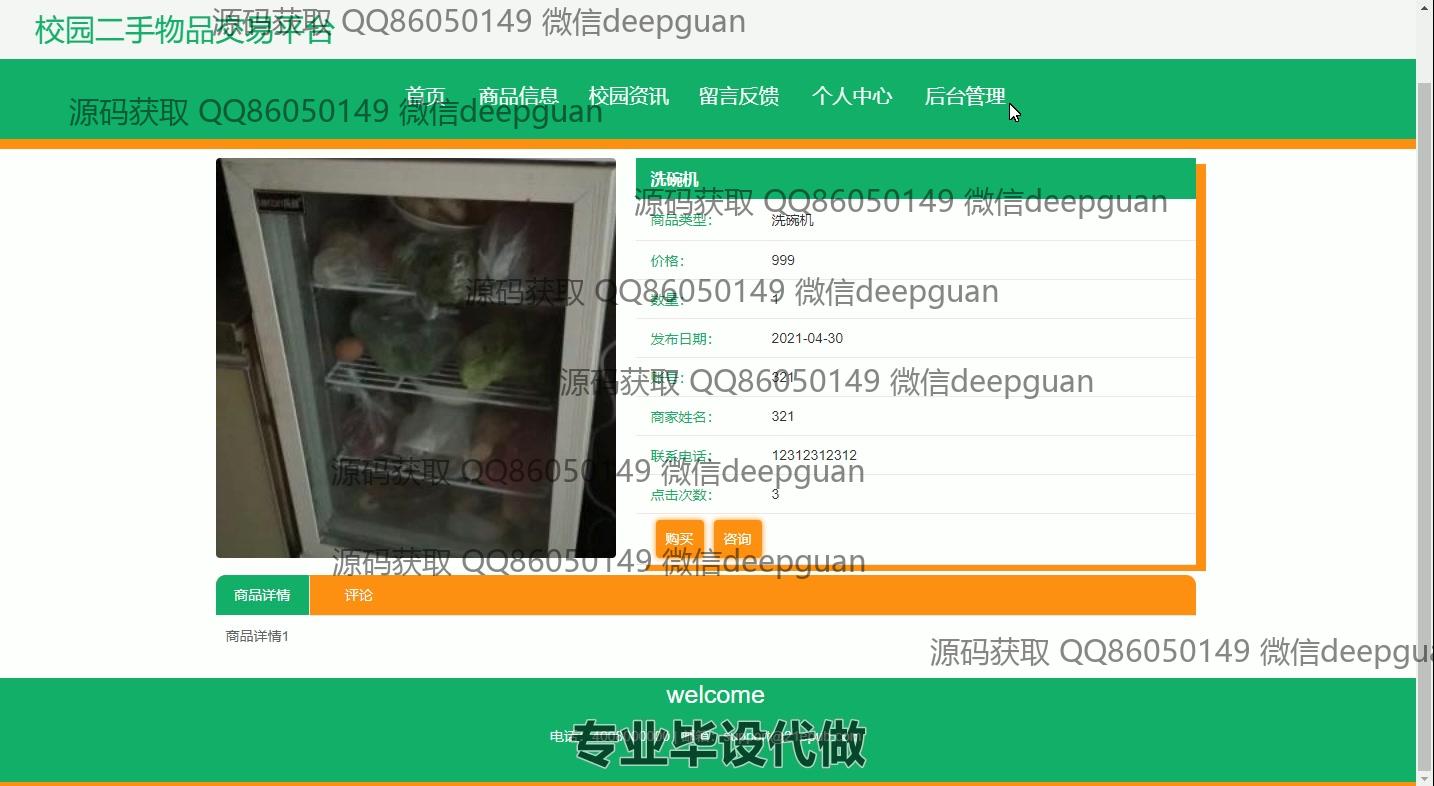 校园二手物品交易平台
源码获取 QQ86050149 微信deepguan
首页 商品信息 校园资讯 留言反馈 个人中心 后台管理
源码获取 QQ86050149 微信deepguan
洗碗机
源码获取 QQ86050149 微信deepguan
商品类型： 洗碗机
价格： 999
源码获取 QQ86050149 微信deepguan
数量： 1
发布日期： 2021-04-30
账号： 321
源码获取 QQ86050149 微信deepguan
商家姓名： 321
联系电话： 12312312312
源码获取 QQ86050149 微信deepguan
点击次数： 3
购买 咨询
源码获取 QQ86050149 微信deepguan
商品详情 评论
商品详情1
源码获取 QQ86050149 微信deepgua
welcome
电话
专业毕设代做